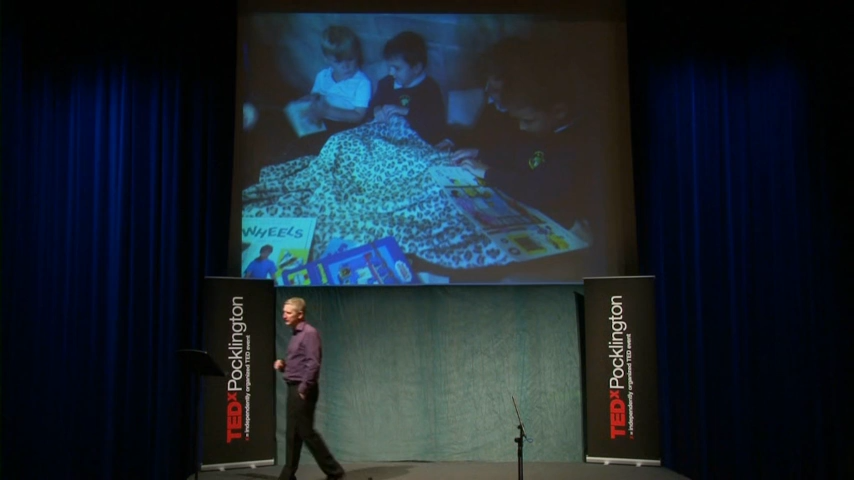 WHEELS
TEDxPocklington
x = independently organized TED event
TEDxPocklington
x = independently organized TED event